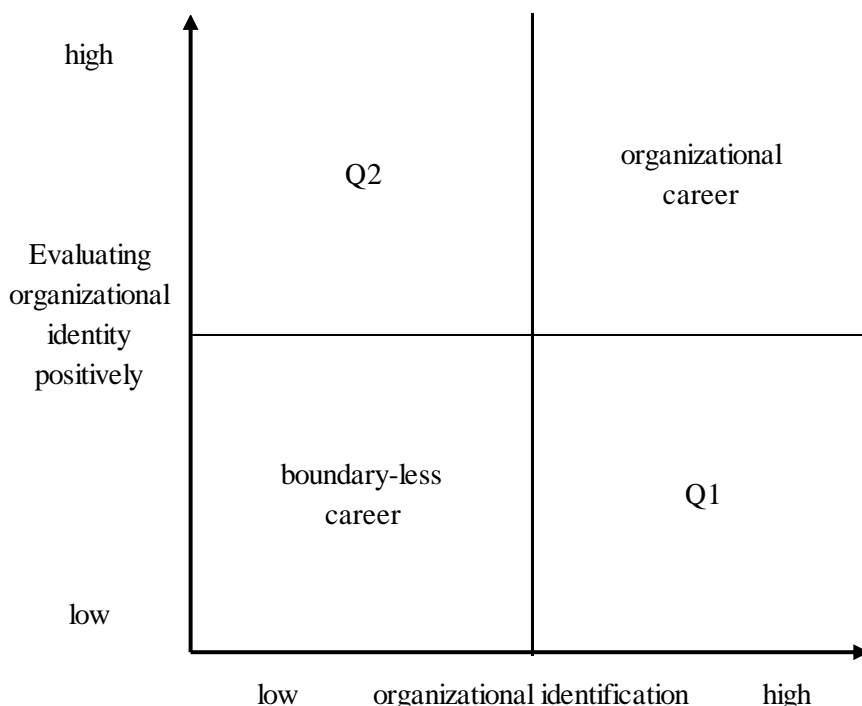 high
Q2
organizational
career
Evaluating
organizational
identity
positively
boundary-less
career
Q1
low
low organizational identification high